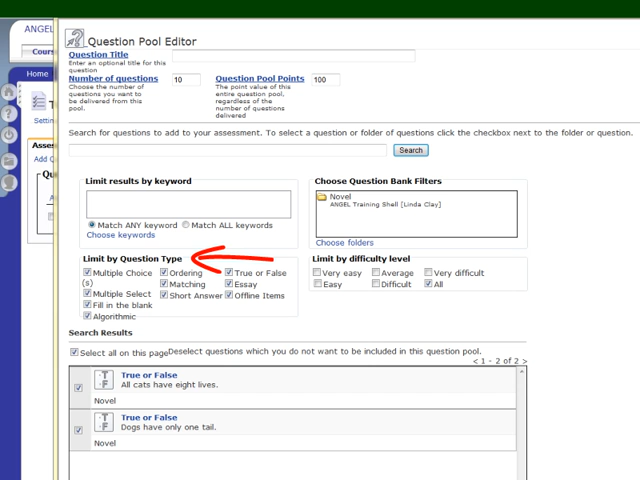 ANGEL
Cours
Home
Settin
Asses
Add Q
Question Pool Editor
Question Title
Enter an optional title for this
question
Number of questions
10
Choose the number
of questions you
want to be
delivered from this
pool.
Question Pool Points
100
The point value of this
entire question pool,
regardless of the
number of questions
delivered
Search for questions to add to your assessment. To select a question or folder of questions click the checkbox next to the folder or question.
Search
Limit results by keyword
Match ANY keyword Match ALL keywords
Choose keywords
Choose Question Bank Filters
Novel
ANGEL Training Shell [Linda Clay]
Choose folders
Limit by Question Type
Multiple Choice
(s)
Multiple Select
Fill in the blank
Algorithmic
Ordering
Matching
Short Answer
True or False
Essay
Offline Items
Limit by difficulty level
Very easy Average Very difficult
Easy Difficult All
Search Results
Select all on this page Deselect questions which you do not want to be included in this question pool.
< 1 - 2 of 2 >
True or False
All cats have eight lives.
Novel
True or False
Dogs have only one tail.
Novel